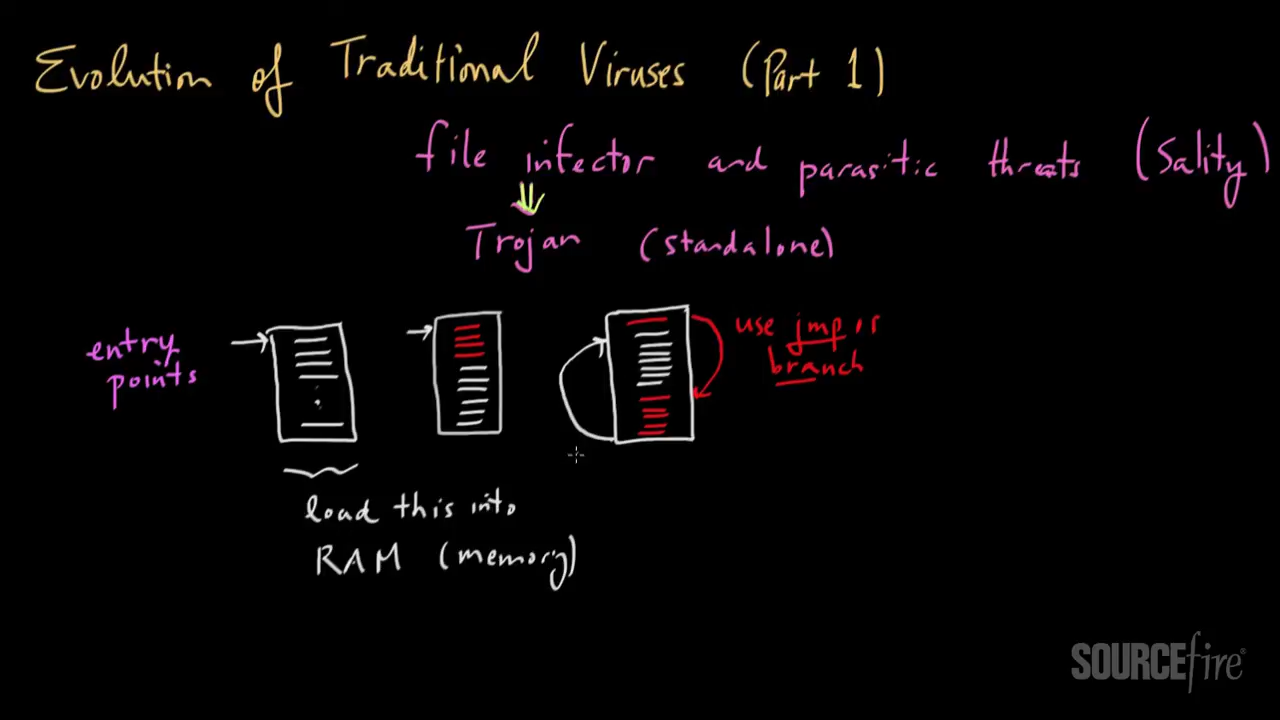 Evolution of Traditional Viruses (Part 1)
file infector and parasitic threats (Sality)
Trojan (standalone)
entry
points
use jmp or
branch
load this into
RAM (memory)
SOURCEfire®